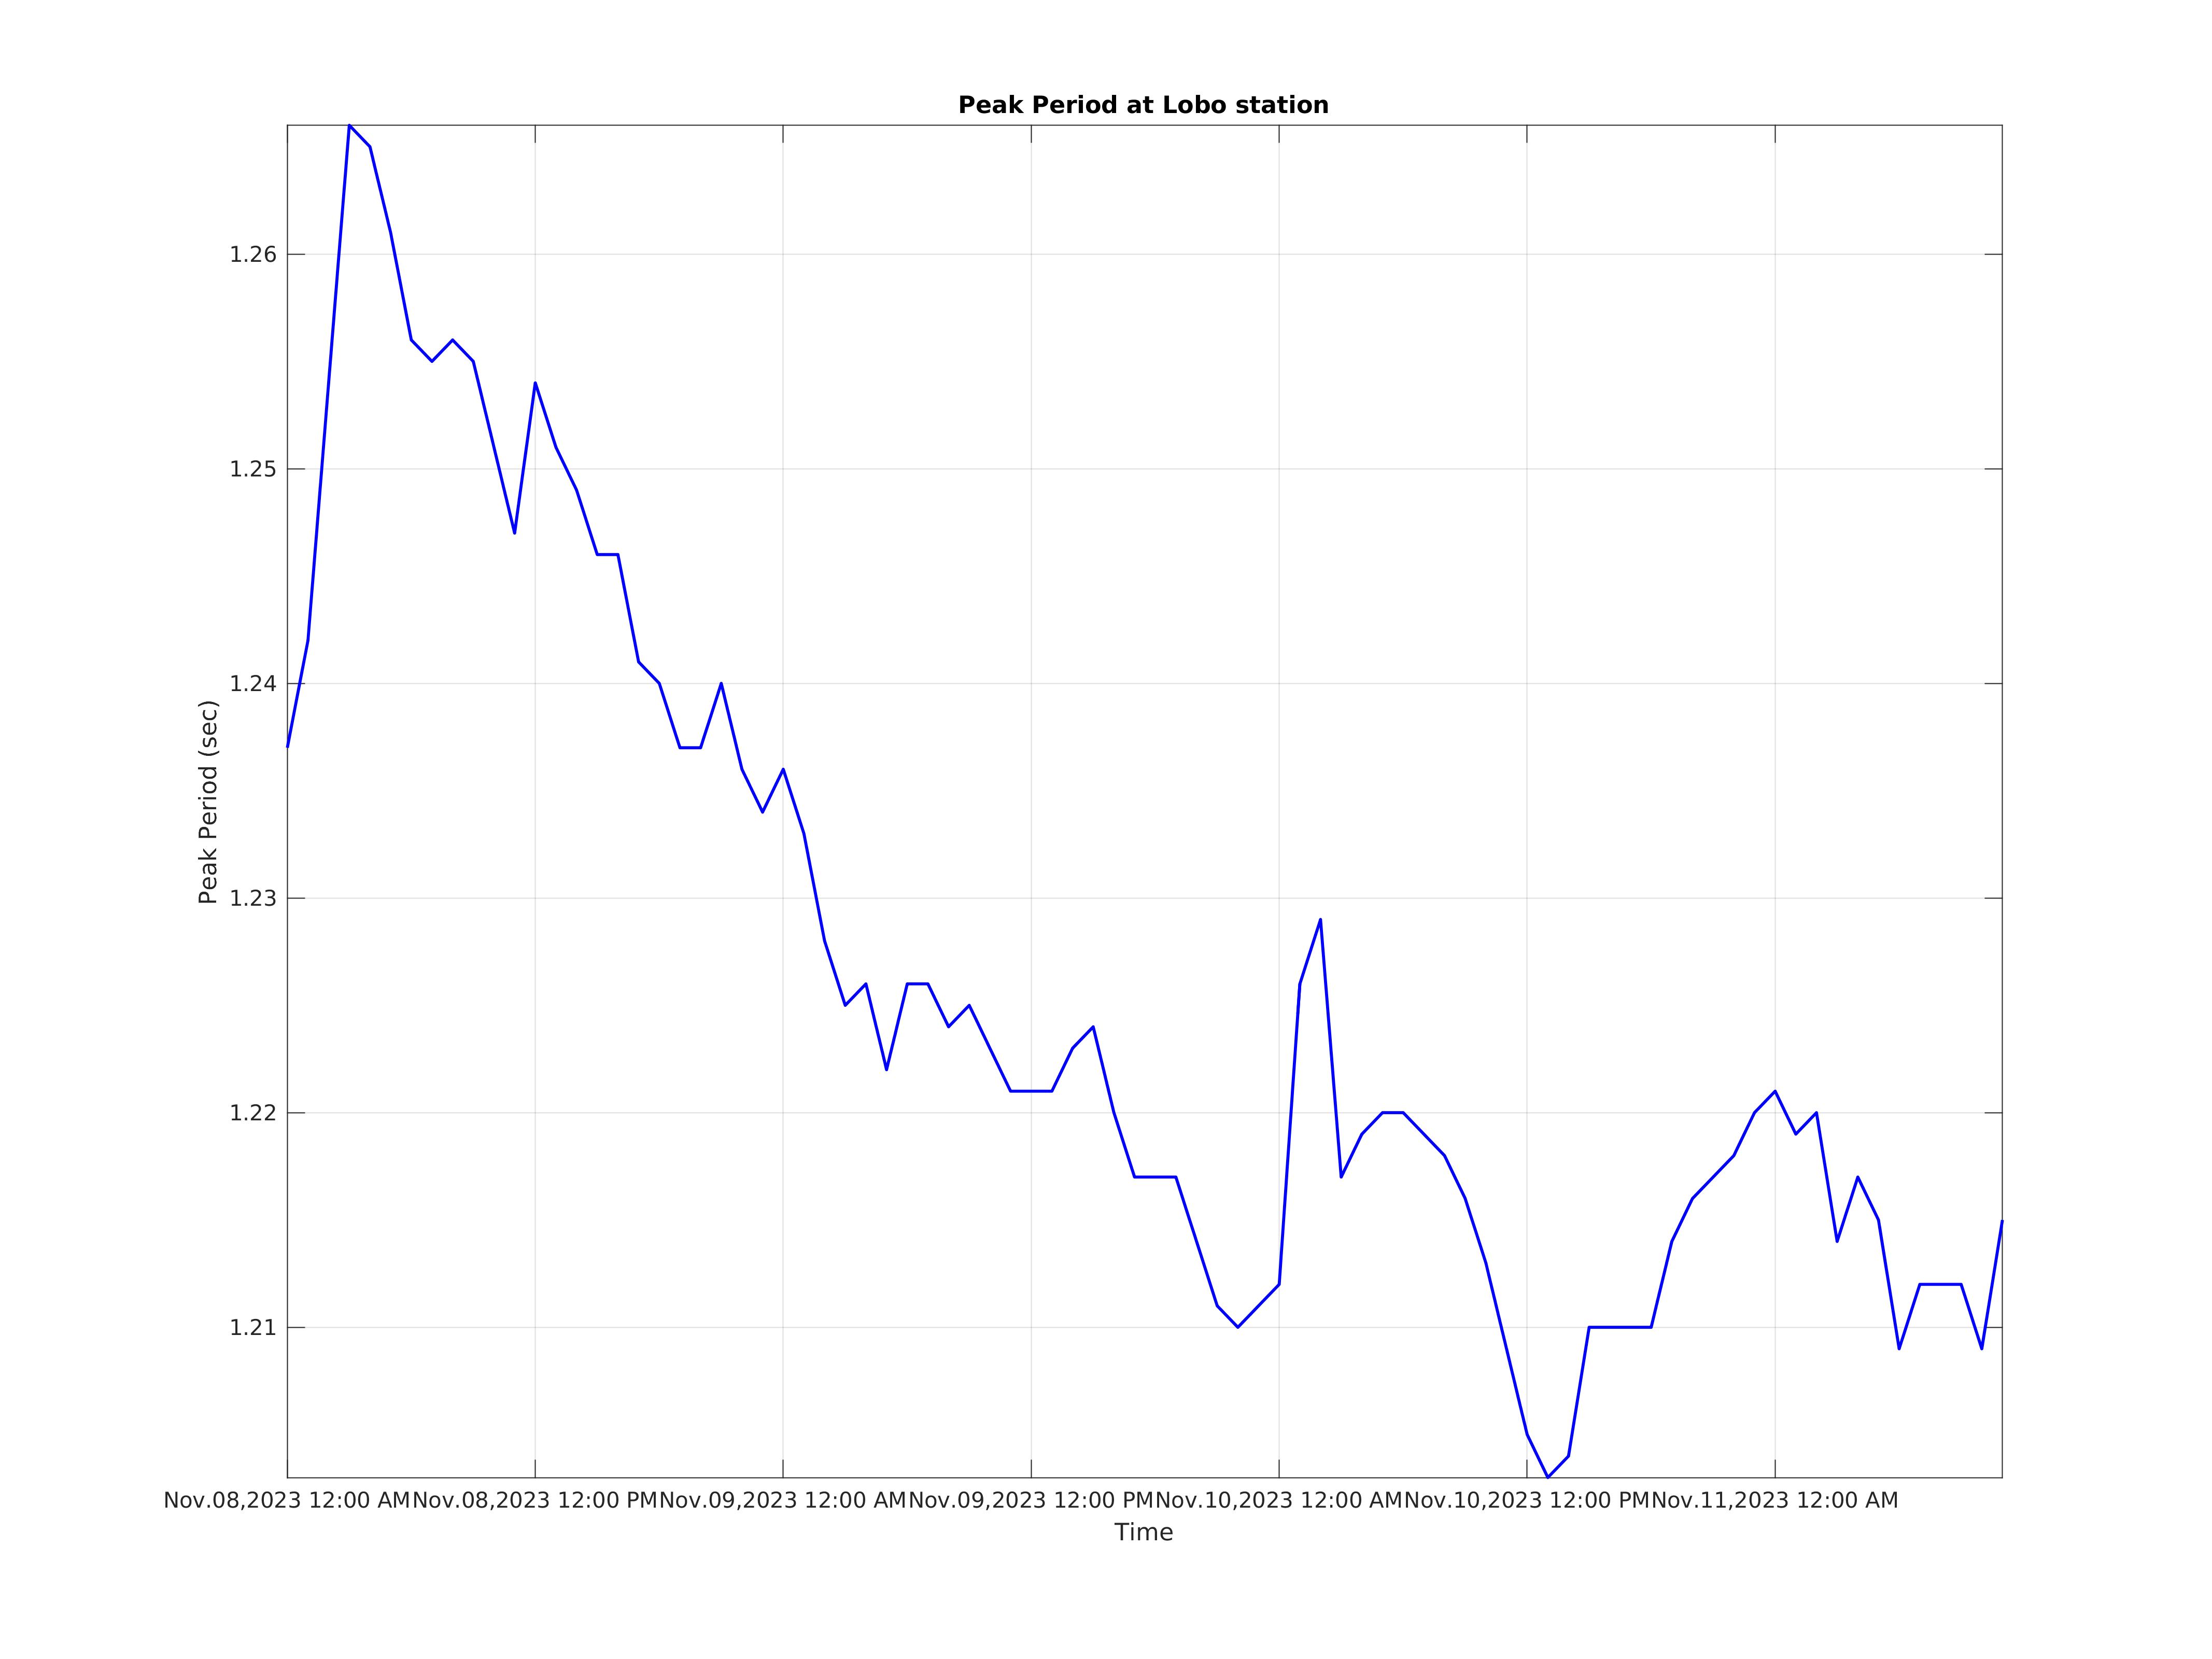 Peak Period at Lobo station
1.26
1.25
1.24
1.23
1.22
1.21
Peak Period (sec)
Nov.08,2023 12:00 AM Nov.08,2023 12:00 PM Nov.09,2023 12:00 AM Nov.09,2023 12:00 PM Nov.10,2023 12:00 AM Nov.10,2023 12:00 PM Nov.11,2023 12:00 AM
Time